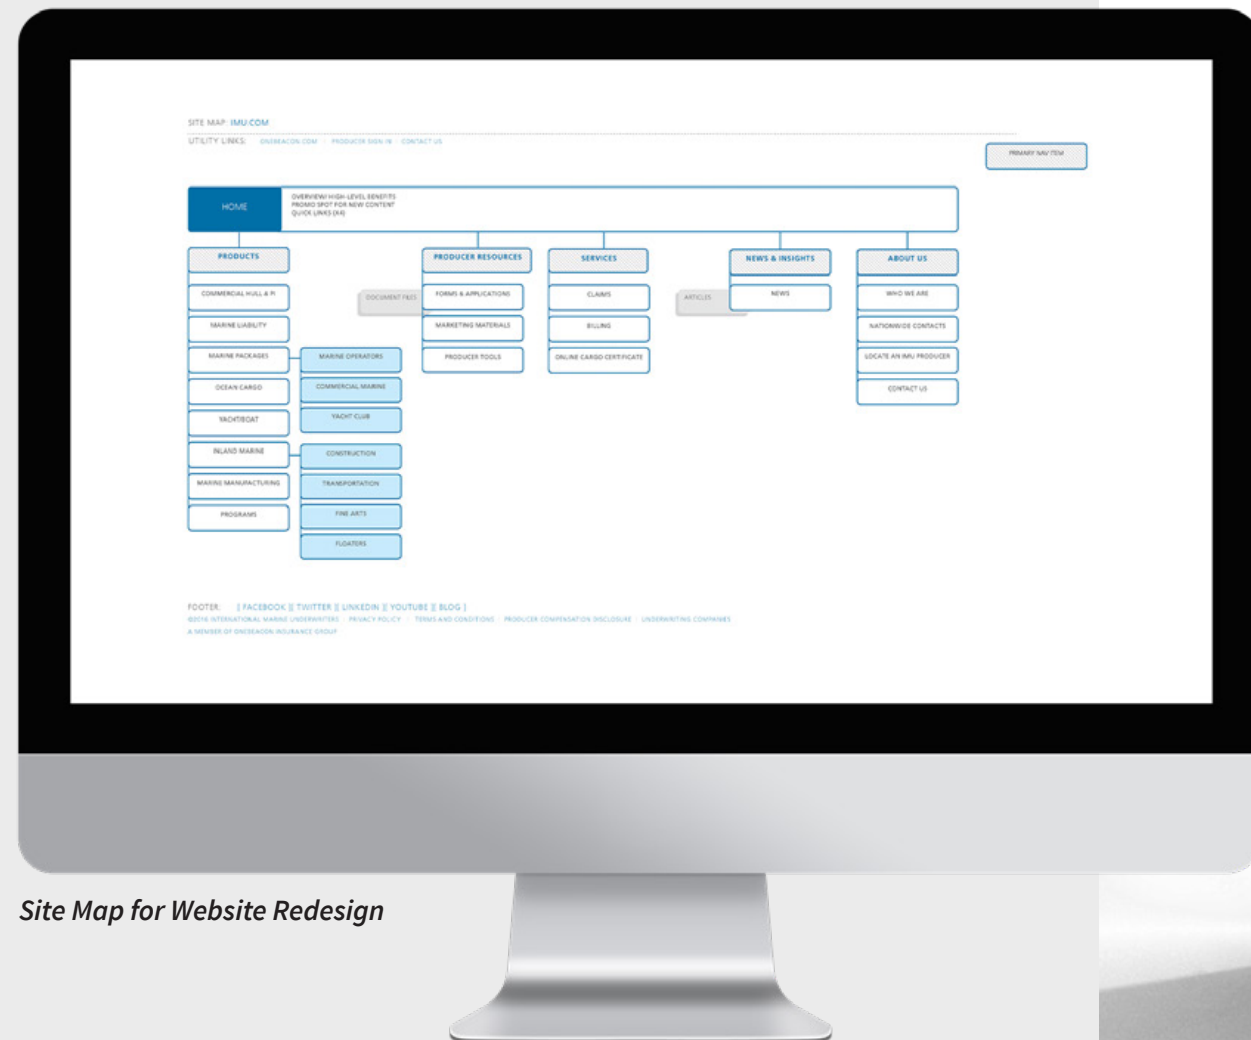 SITE MAP: IMU.COM
UTILITY LINKS: ONEBEACON.COM | PRODUCER SIGN IN | CONTACT US
PRIMARY NAV ITEM
HOME
OVERVIEW/ HIGH-LEVEL BENEFITS
PROMO SPOT FOR NEW CONTENT
QUICK LINKS (X4)
PRODUCTS
COMMERCIAL HULL & PI
MARINE LIABILITY
MARINE PACKAGES
OCEAN CARGO
YACHT/BOAT
INLAND MARINE
MARINE MANUFACTURING
PROGRAMS
MARINE OPERATORS
COMMERCIAL MARINE
YACHT CLUB
CONSTRUCTION
TRANSPORTATION
FINE ARTS
FLOATERS
DOCUMENT FILES
PRODUCER RESOURCES
FORMS & APPLICATIONS
MARKETING MATERIALS
PRODUCER TOOLS
SERVICES
CLAIMS
BILLING
ONLINE CARGO CERTIFICATE
ARTICLES
NEWS & INSIGHTS
NEWS
ABOUT US
WHO WE ARE
NATIONWIDE CONTACTS
LOCATE AN IMU PRODUCER
CONTACT US
FOOTER: [ FACEBOOK ][ TWITTER ][ LINKEDIN ][ YOUTUBE ][ BLOG ]
©2016 INTERNATIONAL MARINE UNDERWRITERS | PRIVACY POLICY | TERMS AND CONDITIONS | PRODUCER COMPENSATION DISCLOSURE | UNDERWRITING COMPANIES
A MEMBER OF ONEBEACON INSURANCE GROUP
Site Map for Website Redesign